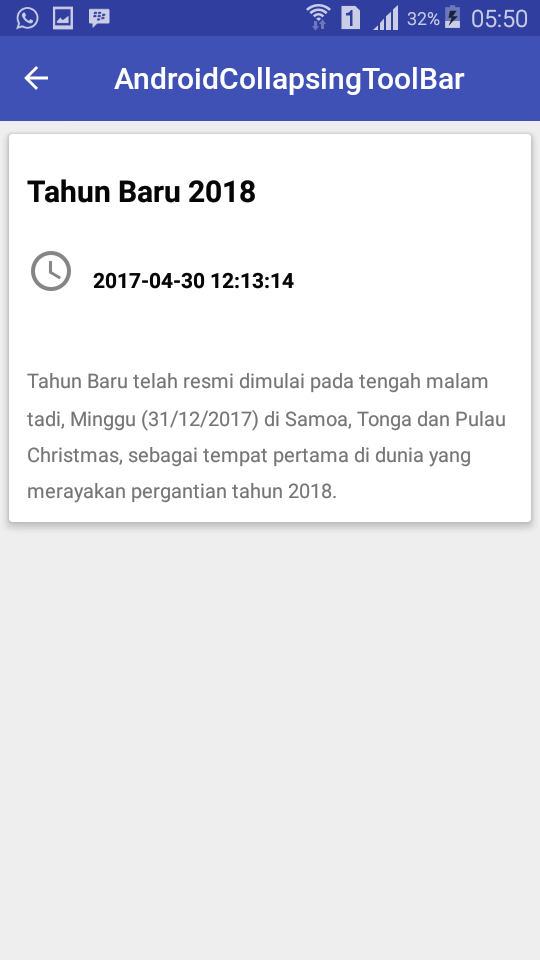 1 32% 05:50
AndroidCollapsingToolBar
Tahun Baru 2018
2017-04-30 12:13:14
Tahun Baru telah resmi dimulai pada tengah malam
tadi, Minggu (31/12/2017) di Samoa, Tonga dan Pulau
Christmas, sebagai tempat pertama di dunia yang
merayakan pergantian tahun 2018.